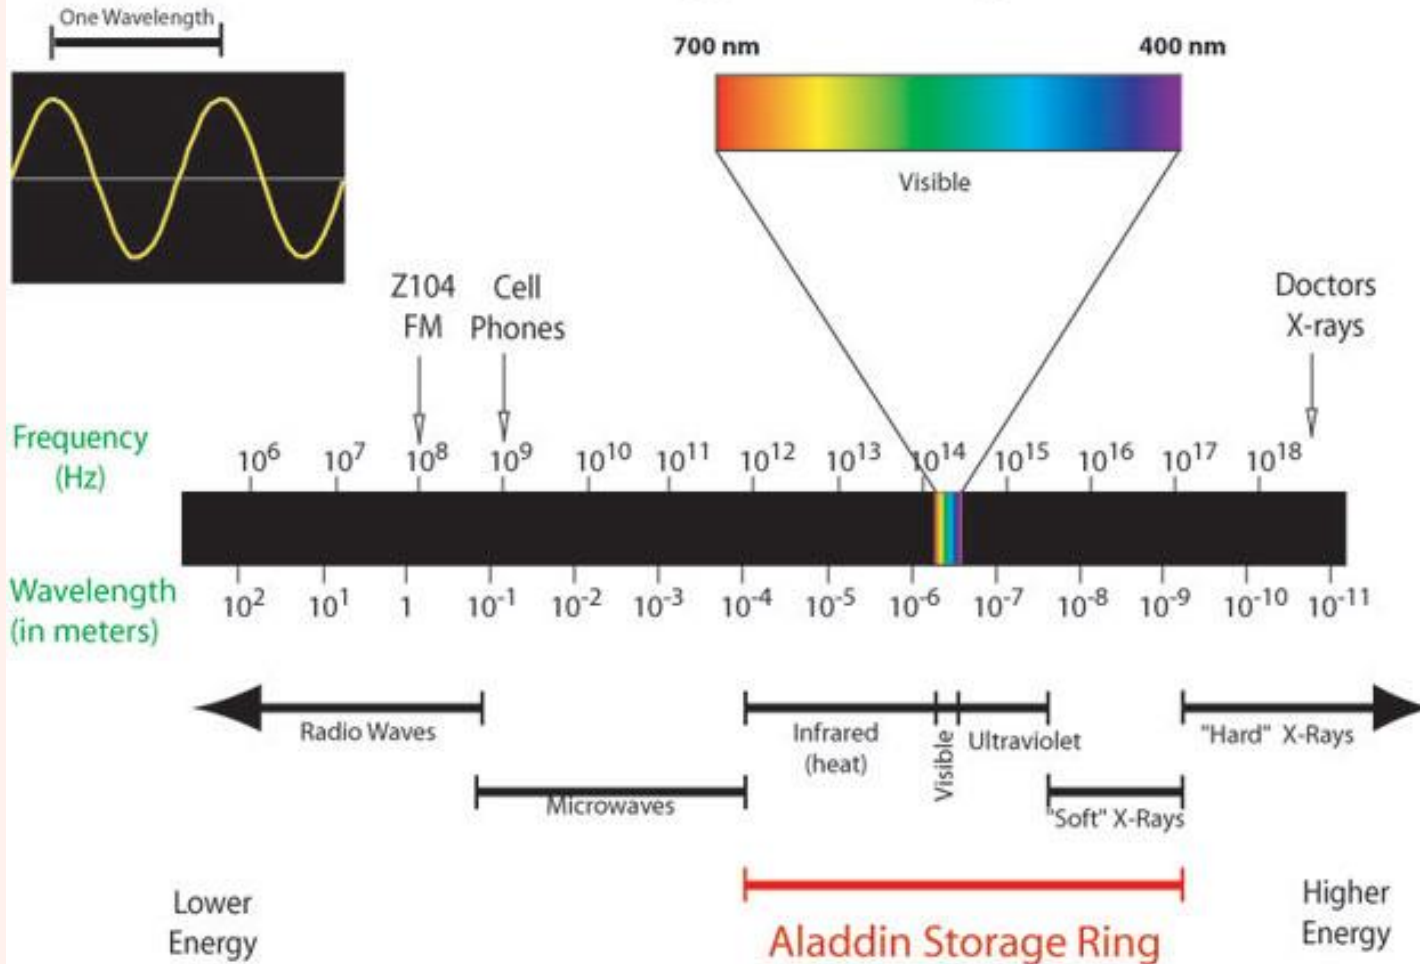 One Wavelength
700 nm
400 nm
Visible
Z104
FM
Cell
Phones
Doctors
X-rays
Frequency
(Hz)
10⁶ 10⁷ 10⁸ 10⁹ 10¹⁰ 10¹¹ 10¹² 10¹³ 10¹⁴ 10¹⁵ 10¹⁶ 10¹⁷ 10¹⁸
Wavelength
(in meters)
10² 10¹ 1 10⁻¹ 10⁻² 10⁻³ 10⁻⁴ 10⁻⁵ 10⁻⁶ 10⁻⁷ 10⁻⁸ 10⁻⁹ 10⁻¹⁰ 10⁻¹¹
Radio Waves
Infrared
(heat)
Visible
Ultraviolet
"Hard" X-Rays
Microwaves
"Soft" X-Rays
Lower
Energy
Aladdin Storage Ring
Higher
Energy